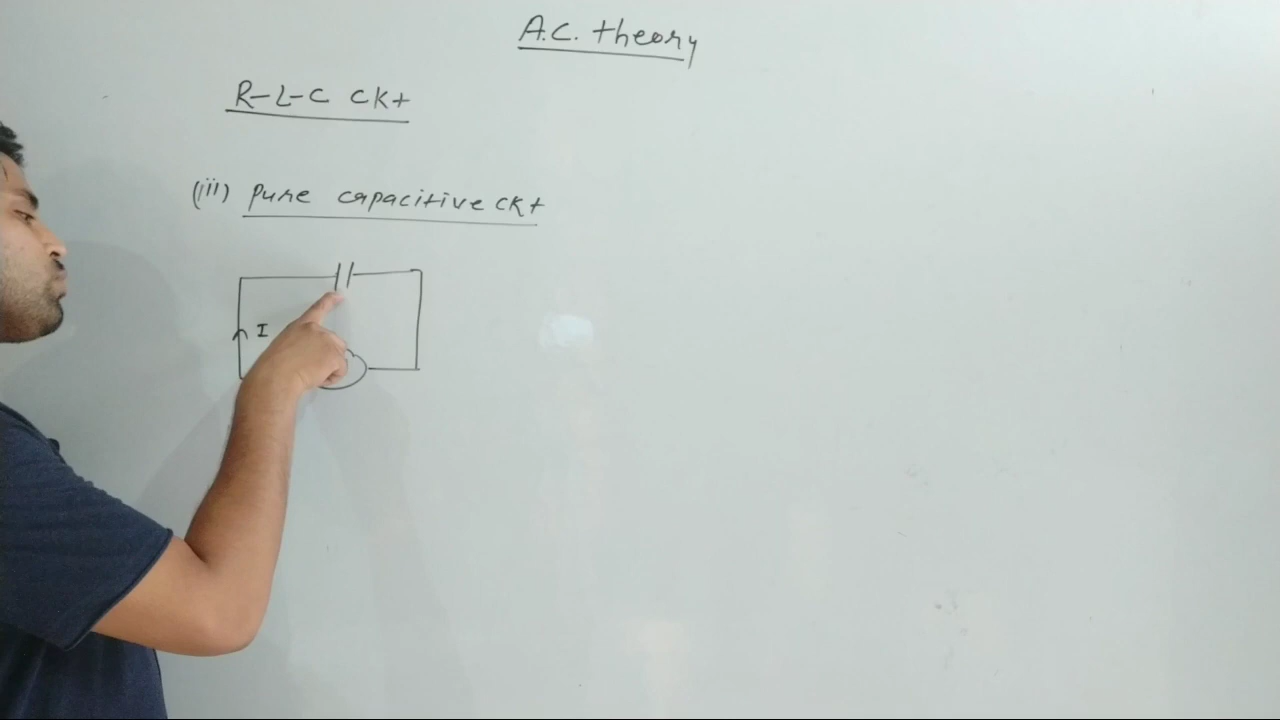 A.C. theory
R-L-C CKt
(iii) pure capacitive CKt
I